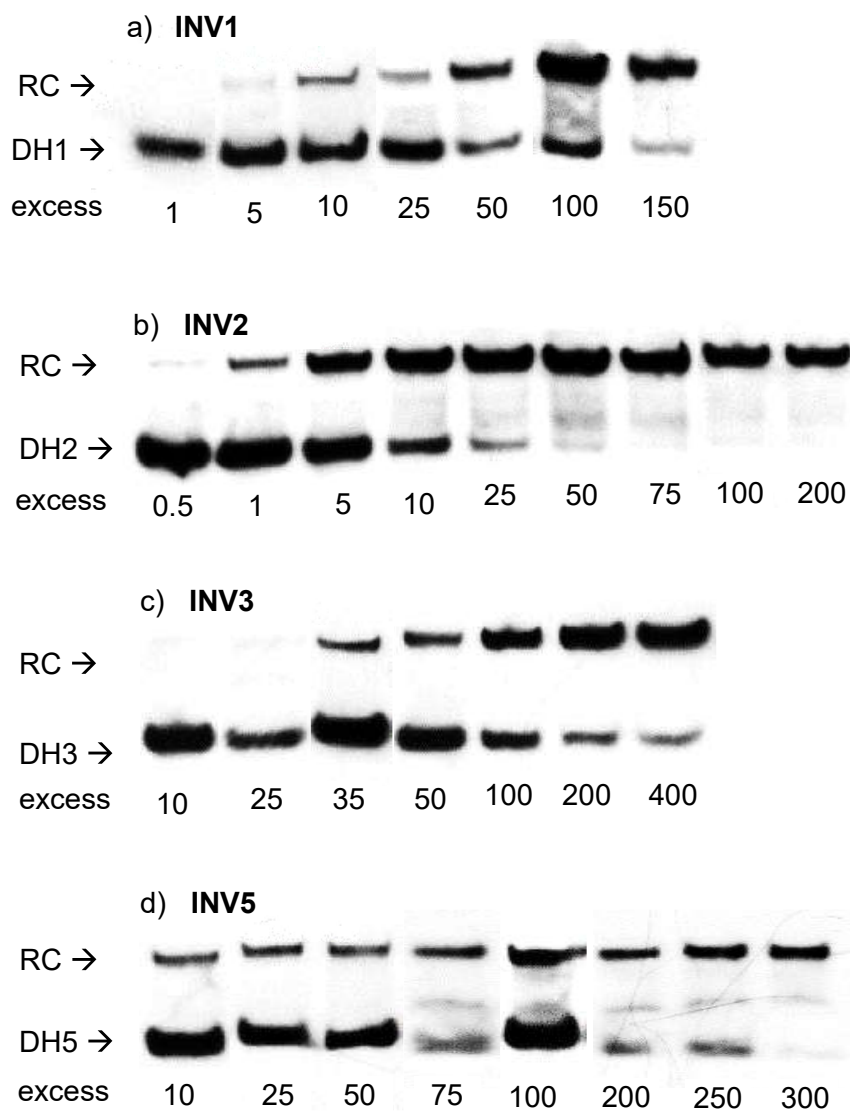 a) INV1
RC →
DH1 →
excess 1 5 10 25 50 100 150
b) INV2
RC →
DH2 →
excess 0.5 1 5 10 25 50 75 100 200
c) INV3
RC →
DH3 →
excess 10 25 35 50 100 200 400
d) INV5
RC →
DH5 →
excess 10 25 50 75 100 200 250 300